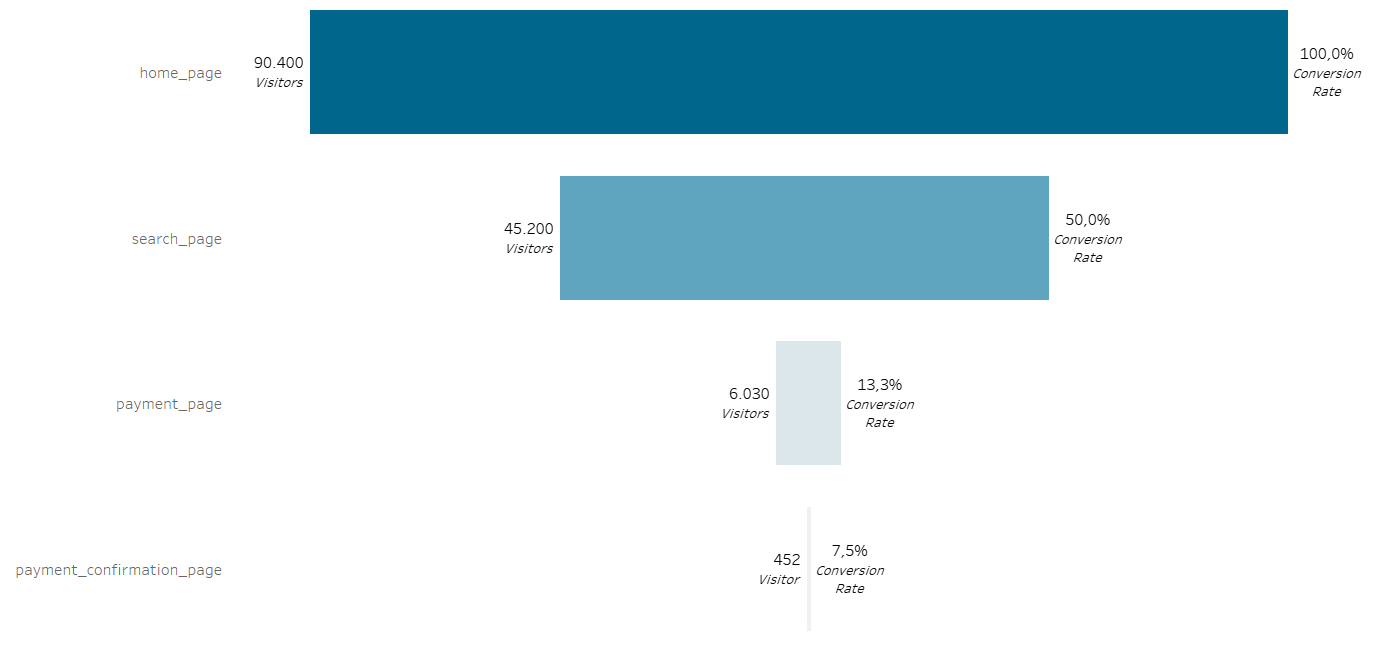 home_page
90.400
Visitors
100,0%
Conversion
Rate
search_page
45.200
Visitors
50,0%
Conversion
Rate
payment_page
6.030
Visitors
13,3%
Conversion
Rate
payment_confirmation_page
452
Visitor
7,5%
Conversion
Rate